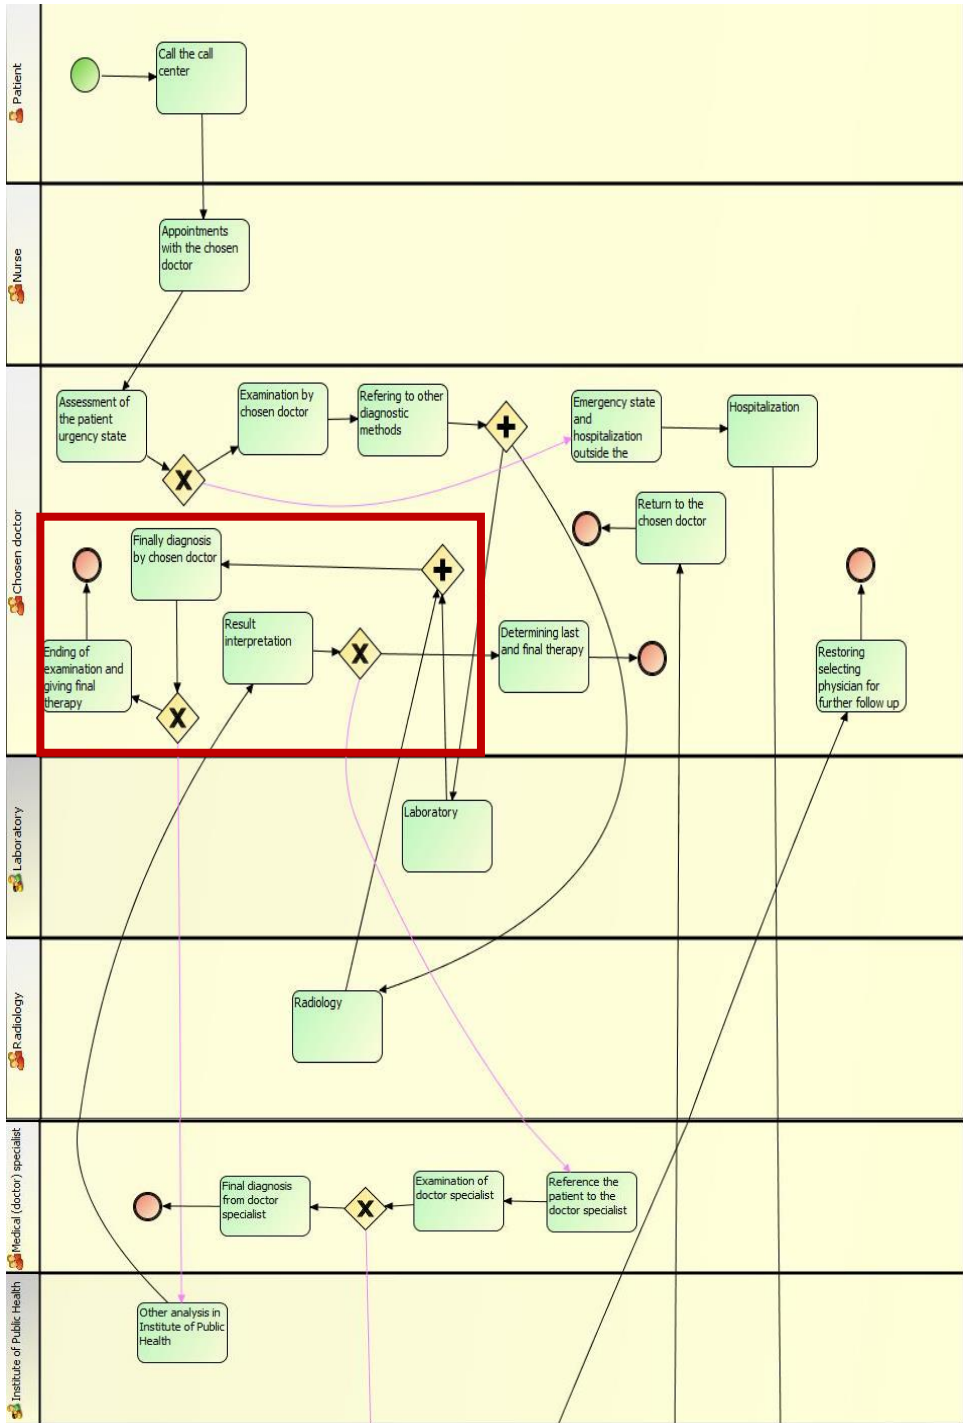 Patient
Call the call
center
Nurse
Appointments
with the chosen
doctor
Chosen doctor
Assessment of
the patient
urgency state
Examination by
chosen doctor
Refering to other
diagnostic
methods
Emergency state
and
hospitalization
outside the
Hospitalization
Return to the
chosen doctor
Finally diagnosis
by chosen doctor
Result
interpretation
Ending of
examination and
giving final
therapy
Determining last
and final therapy
Restoring
selecting
physician for
further follow up
Laboratory
Laboratory
Radiology
Radiology
Medical (doctor) specialist
Final diagnosis
from doctor
specialist
Examination of
doctor specialist
Reference the
patient to the
doctor specialist
Institute of Public Health
Other analysis in
Institute of Public
Health